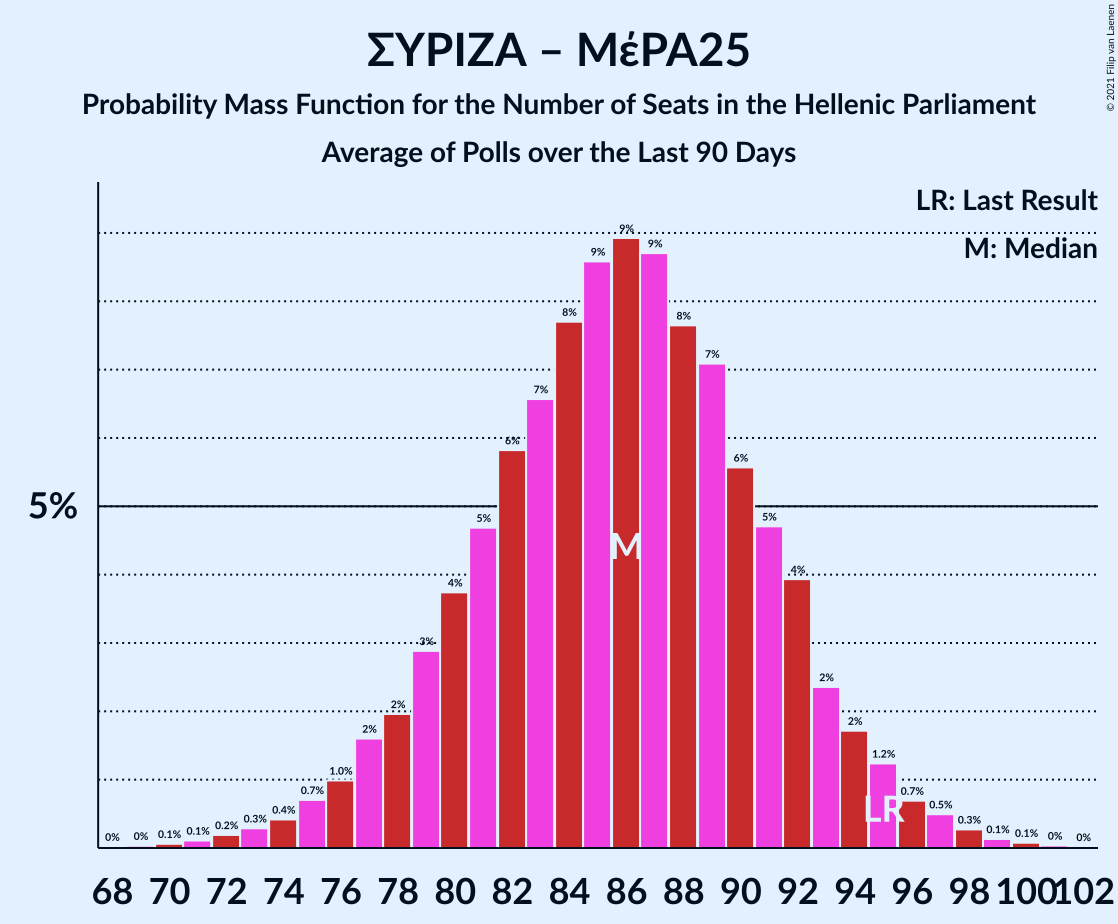 ΣΥΡΙΖΑ – ΜέΡΑ25
Probability Mass Function for the Number of Seats in the Hellenic Parliament
Average of Polls over the Last 90 Days
© 2021 Filip van Laenen
LR: Last Result
M: Median
5%
0% 0% 0.1% 0.1% 0.2% 0.3% 0.4% 0.7% 1.0% 2% 2% 3% 4% 5% 6% 7% 8% 9% 9% 9% 8% 7% 6% 5% 4% 2% 2% 1.2% 0.7% 0.5% 0.3% 0.1% 0.1% 0% 0%
M
LR
68 70 72 74 76 78 80 82 84 86 88 90 92 94 96 98 100 102